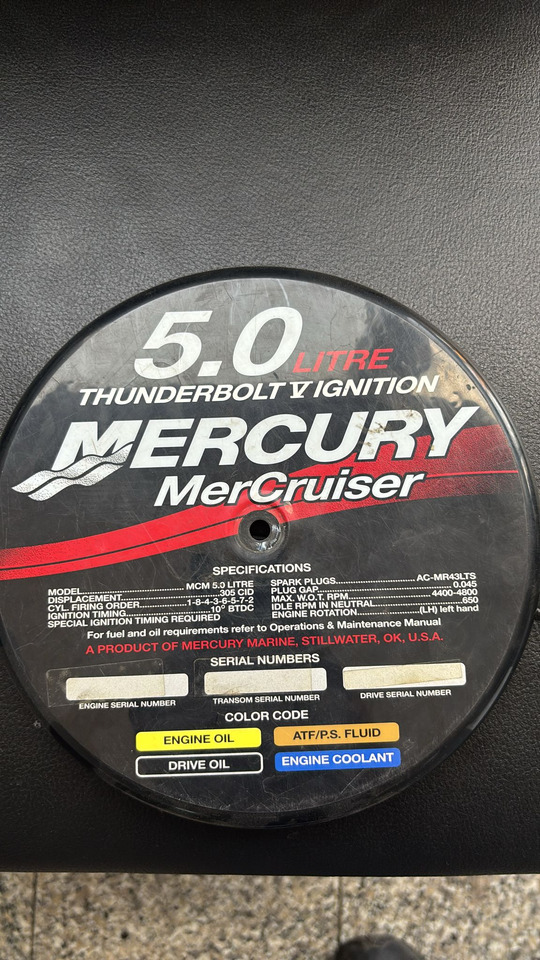 5.0 LITRE
THUNDERBOLT V IGNITION
MERCURY
MerCruiser
SPECIFICATIONS
MODEL..........................MCM 5.0 LITRE
DISPLACEMENT..........................305 CID
CYL. FIRING ORDER............1-8-4-3-6-5-7-2
IGNITION TIMING.....................10º BTDC
SPECIAL IGNITION TIMING REQUIRED
SPARK PLUGS....................AC-MR43LTS
PLUG GAP..........................0.045
MAX. W.O.T. RPM....................4400-4800
IDLE RPM IN NEUTRAL....................650
ENGINE ROTATION....................(LH) left hand
For fuel and oil requirements refer to Operations & Maintenance Manual
A PRODUCT OF MERCURY MARINE, STILLWATER, OK, U.S.A.
SERIAL NUMBERS
ENGINE SERIAL NUMBER
TRANSOM SERIAL NUMBER
DRIVE SERIAL NUMBER
COLOR CODE
ENGINE OIL
ATF/P.S. FLUID
DRIVE OIL
ENGINE COOLANT